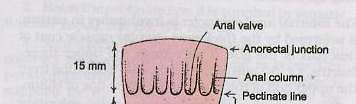 Anal valve
Anorectal junction
15 mm
Anal column
Pectinate line